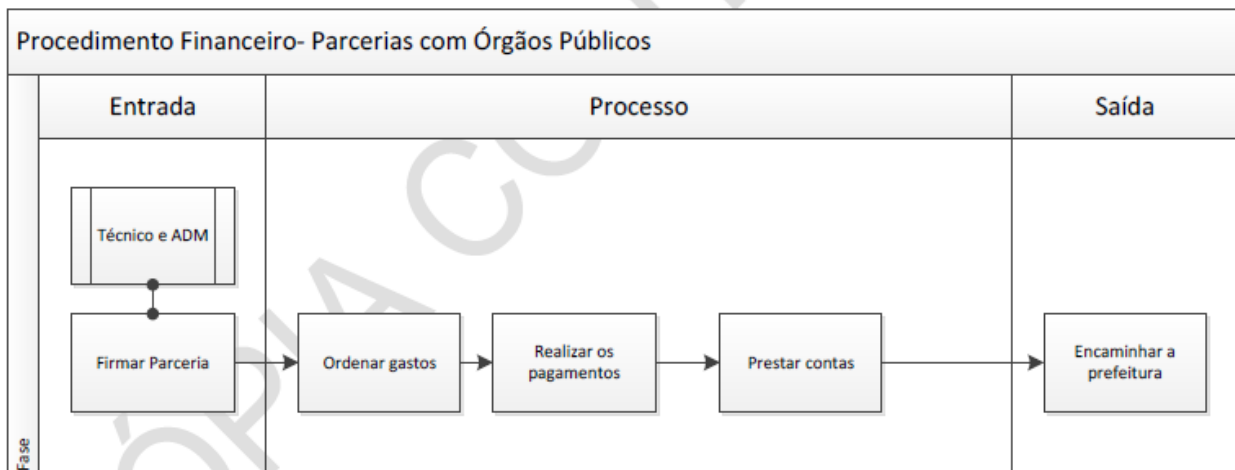 Procedimento Financeiro- Parcerias com Órgãos Públicos
Entrada
Processo
Saída
Técnico e ADM
Firmar Parceria
Ordenar gastos
Realizar os
pagamentos
Prestar contas
Encaminhar a
prefeitura
Fase